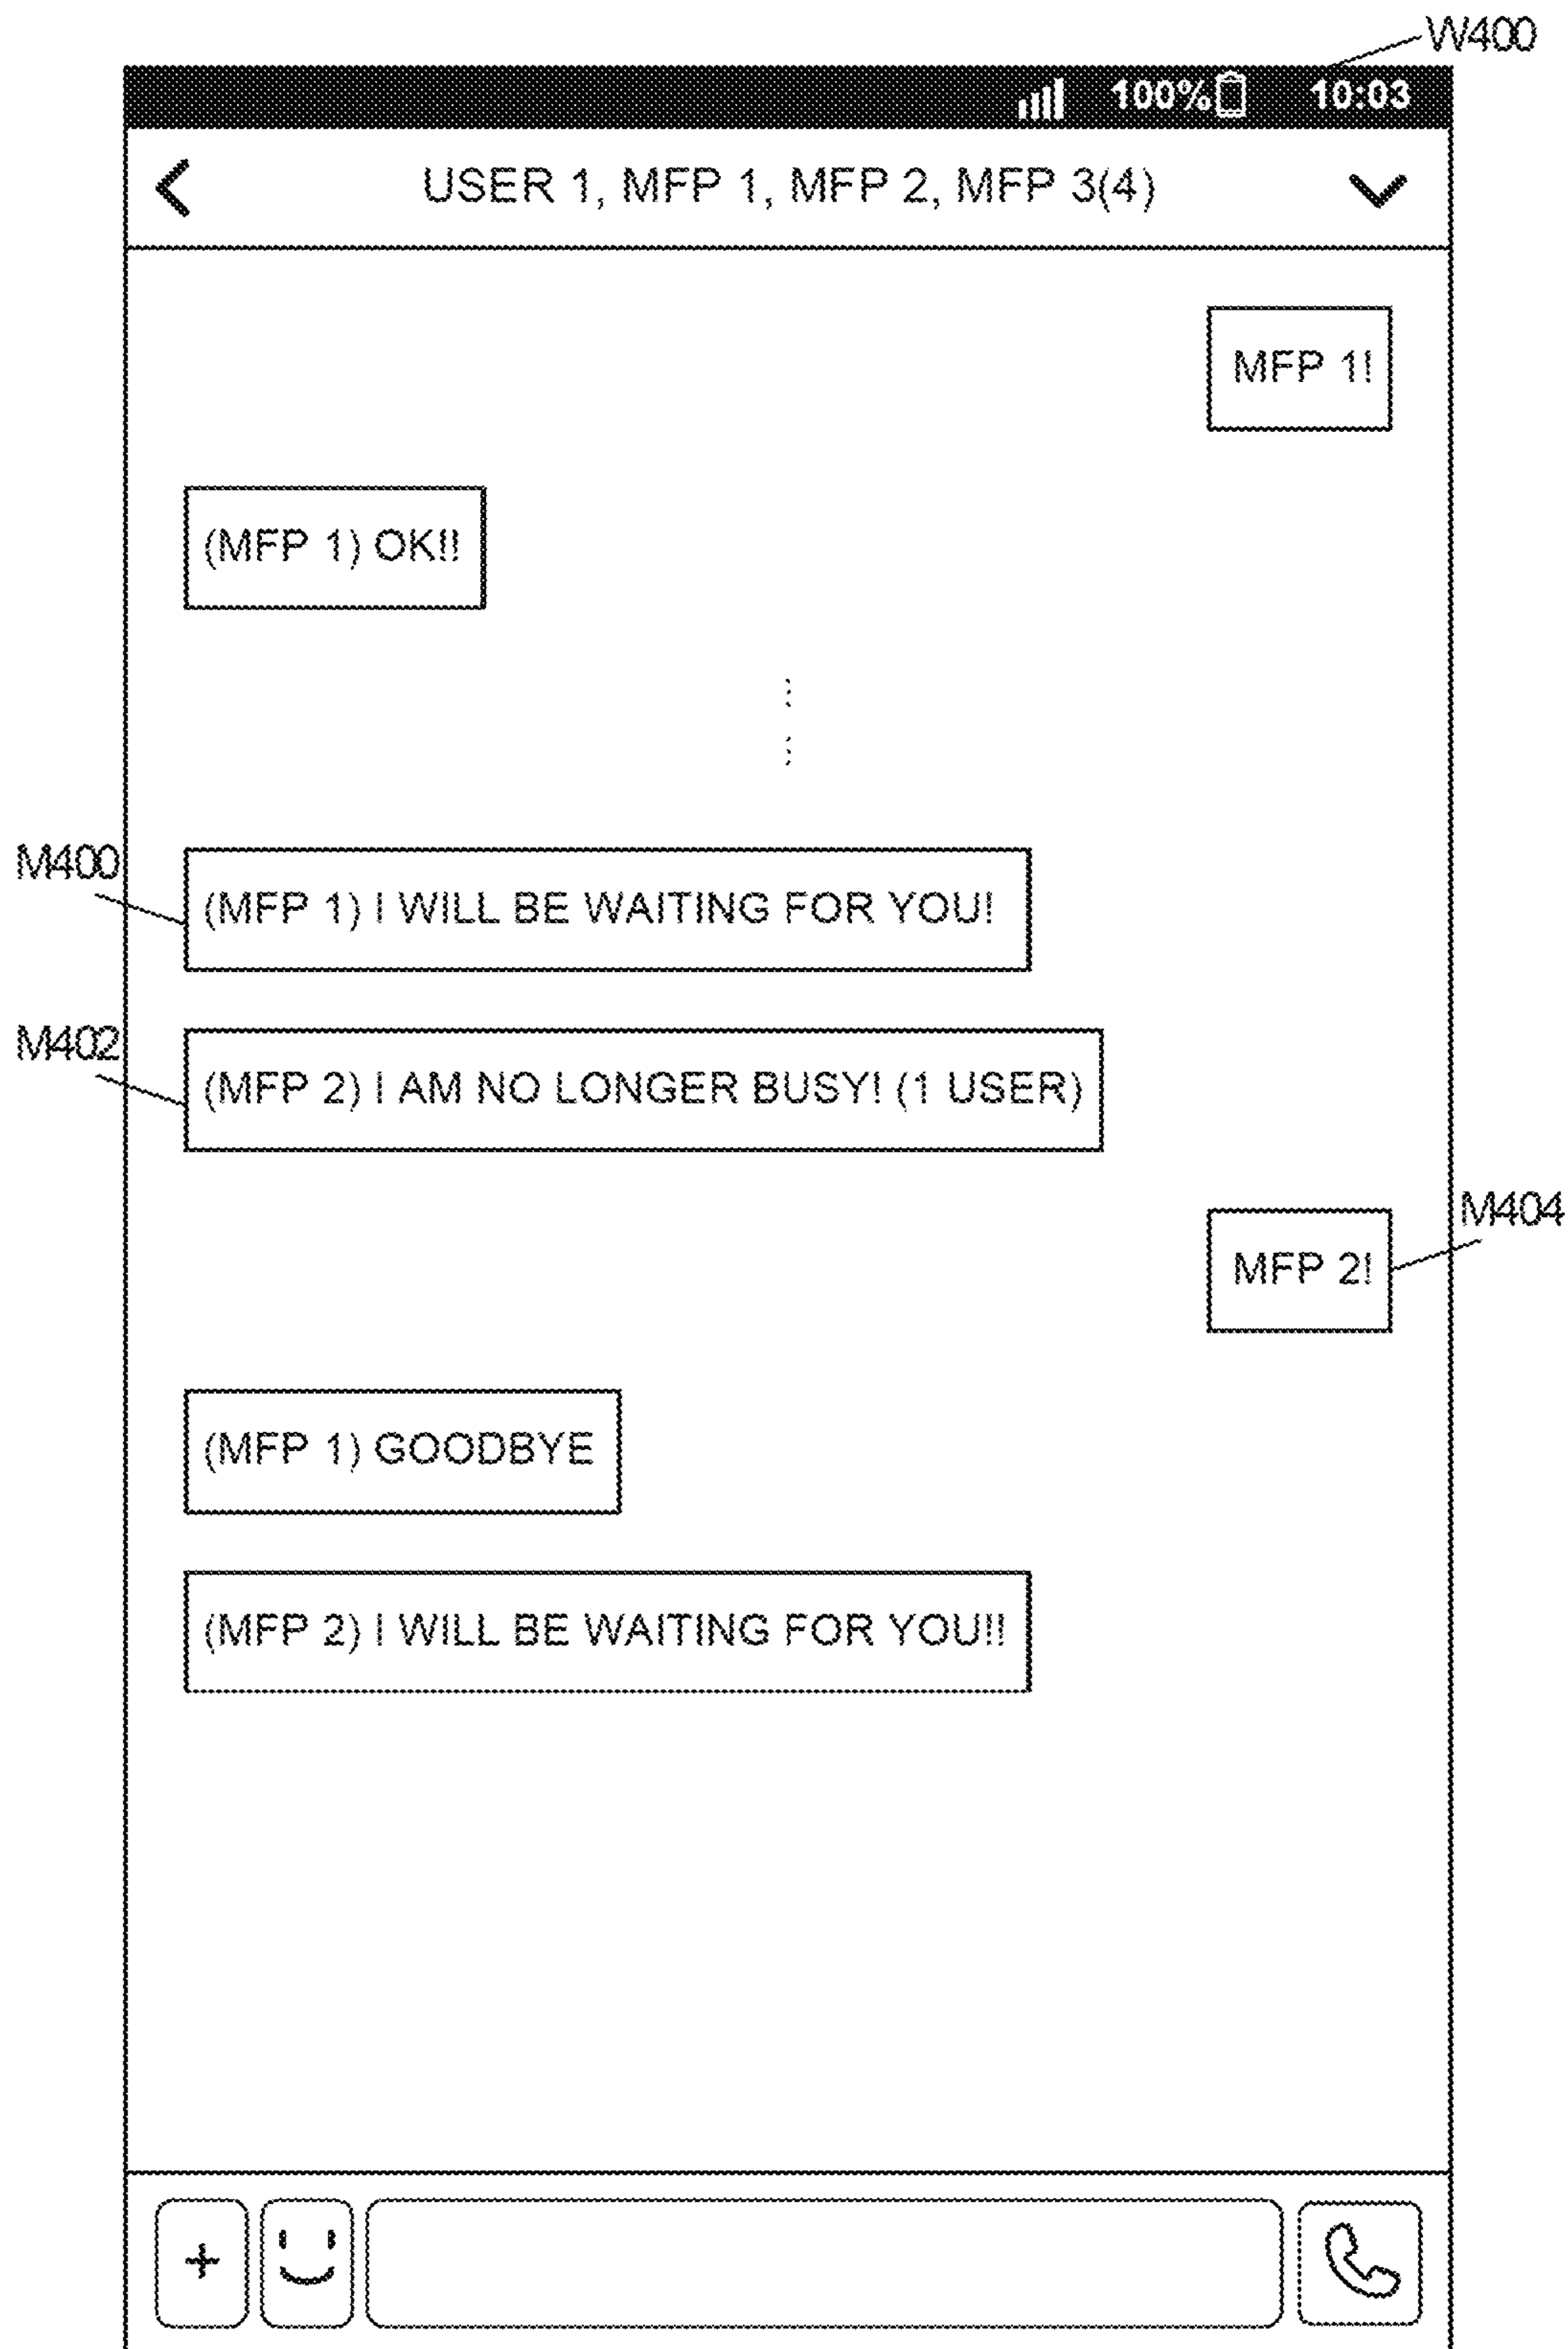 W400
100% 10:03
USER 1, MFP 1, MFP 2, MFP 3(4)
MFP 1!
(MFP 1) OK!!
M400
(MFP 1) I WILL BE WAITING FOR YOU!
M402
(MFP 2) I AM NO LONGER BUSY! (1 USER)
M404
MFP 2!
(MFP 1) GOODBYE
(MFP 2) I WILL BE WAITING FOR YOU!!
+